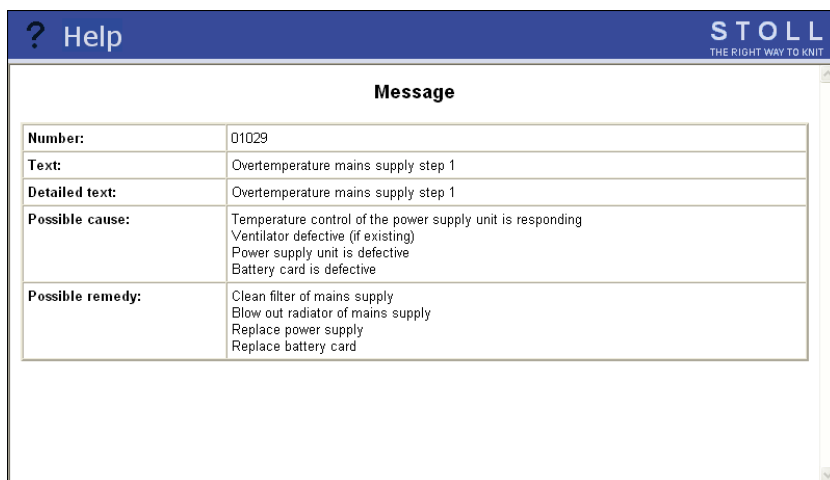 ? Help
STOLL
THE RIGHT WAY TO KNIT
Message
Number: 01029
Text: Overtemperature mains supply step 1
Detailed text: Overtemperature mains supply step 1
Possible cause: Temperature control of the power supply unit is responding
Ventilator defective (if existing)
Power supply unit is defective
Battery card is defective
Possible remedy: Clean filter of mains supply
Blow out radiator of mains supply
Replace power supply
Replace battery card